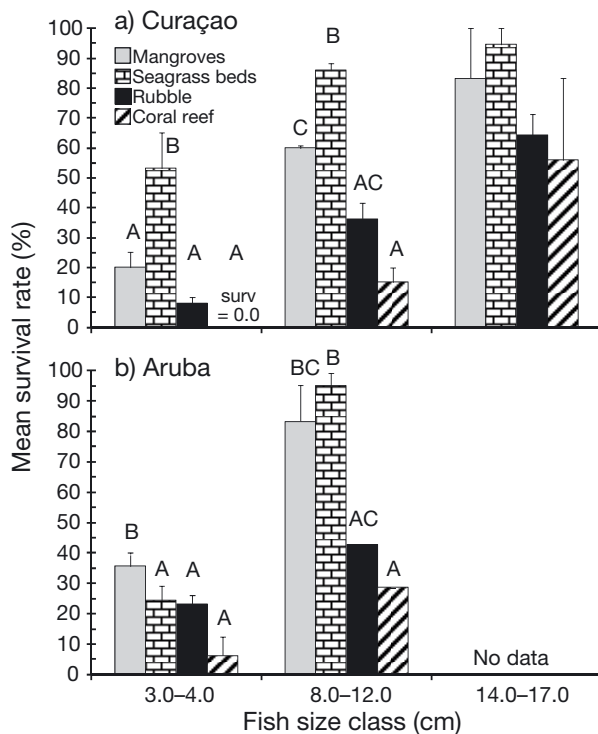 a) Curaçao
Mangroves
Seagrass beds
Rubble
Coral reef
100
90
80
70
60
50
40
30
20
10
0
A
B
A
A
surv
= 0.0
C
B
AC
A
b) Aruba
100
90
80
70
60
50
40
30
20
10
0
B
A
A
A
BC
B
AC
A
No data
Mean survival rate (%)
3.0–4.0
8.0–12.0
14.0–17.0
Fish size class (cm)